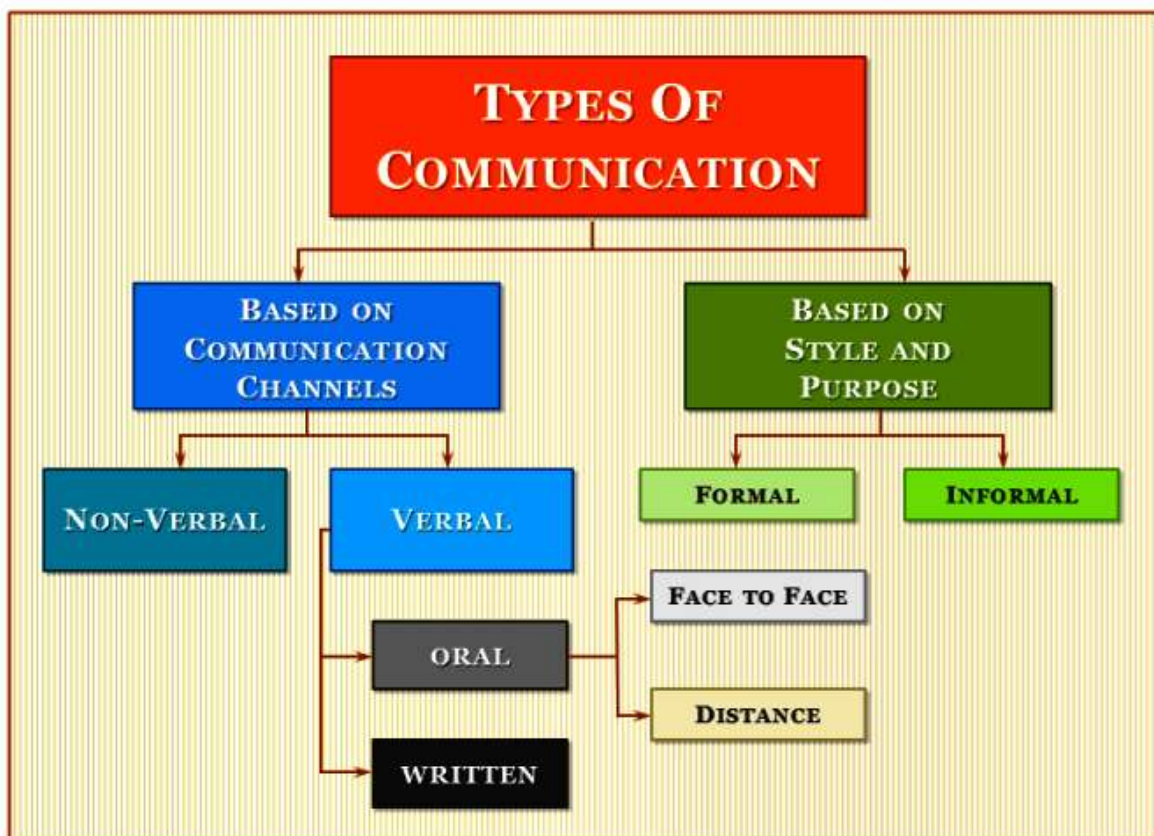 TYPES OF
COMMUNICATION
BASED ON
COMMUNICATION
CHANNELS
BASED ON
STYLE AND
PURPOSE
NON-VERBAL
VERBAL
FORMAL
INFORMAL
FACE TO FACE
ORAL
DISTANCE
WRITTEN